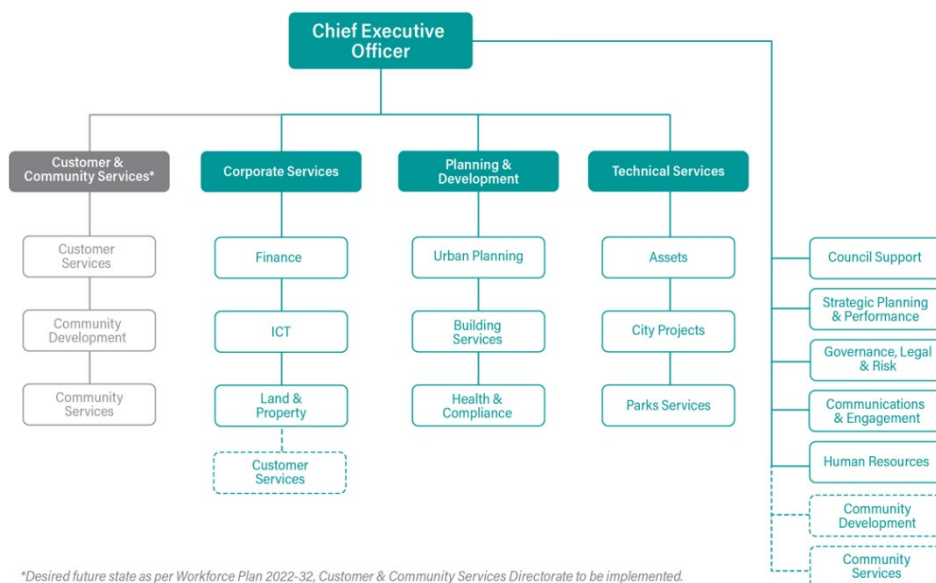 Chief Executive
Officer
Customer &
Community Services*
Corporate Services
Planning &
Development
Technical Services
Customer
Services
Finance
Urban Planning
Assets
Council Support
Community
Development
ICT
Building
Services
City Projects
Strategic Planning
& Performance
Governance, Legal
& Risk
Community
Services
Land &
Property
Health &
Compliance
Parks Services
Communications
& Engagement
Customer
Services
Human Resources
Community
Development
Community
Services
*Desired future state as per Workforce Plan 2022-32, Customer & Community Services Directorate to be implemented.